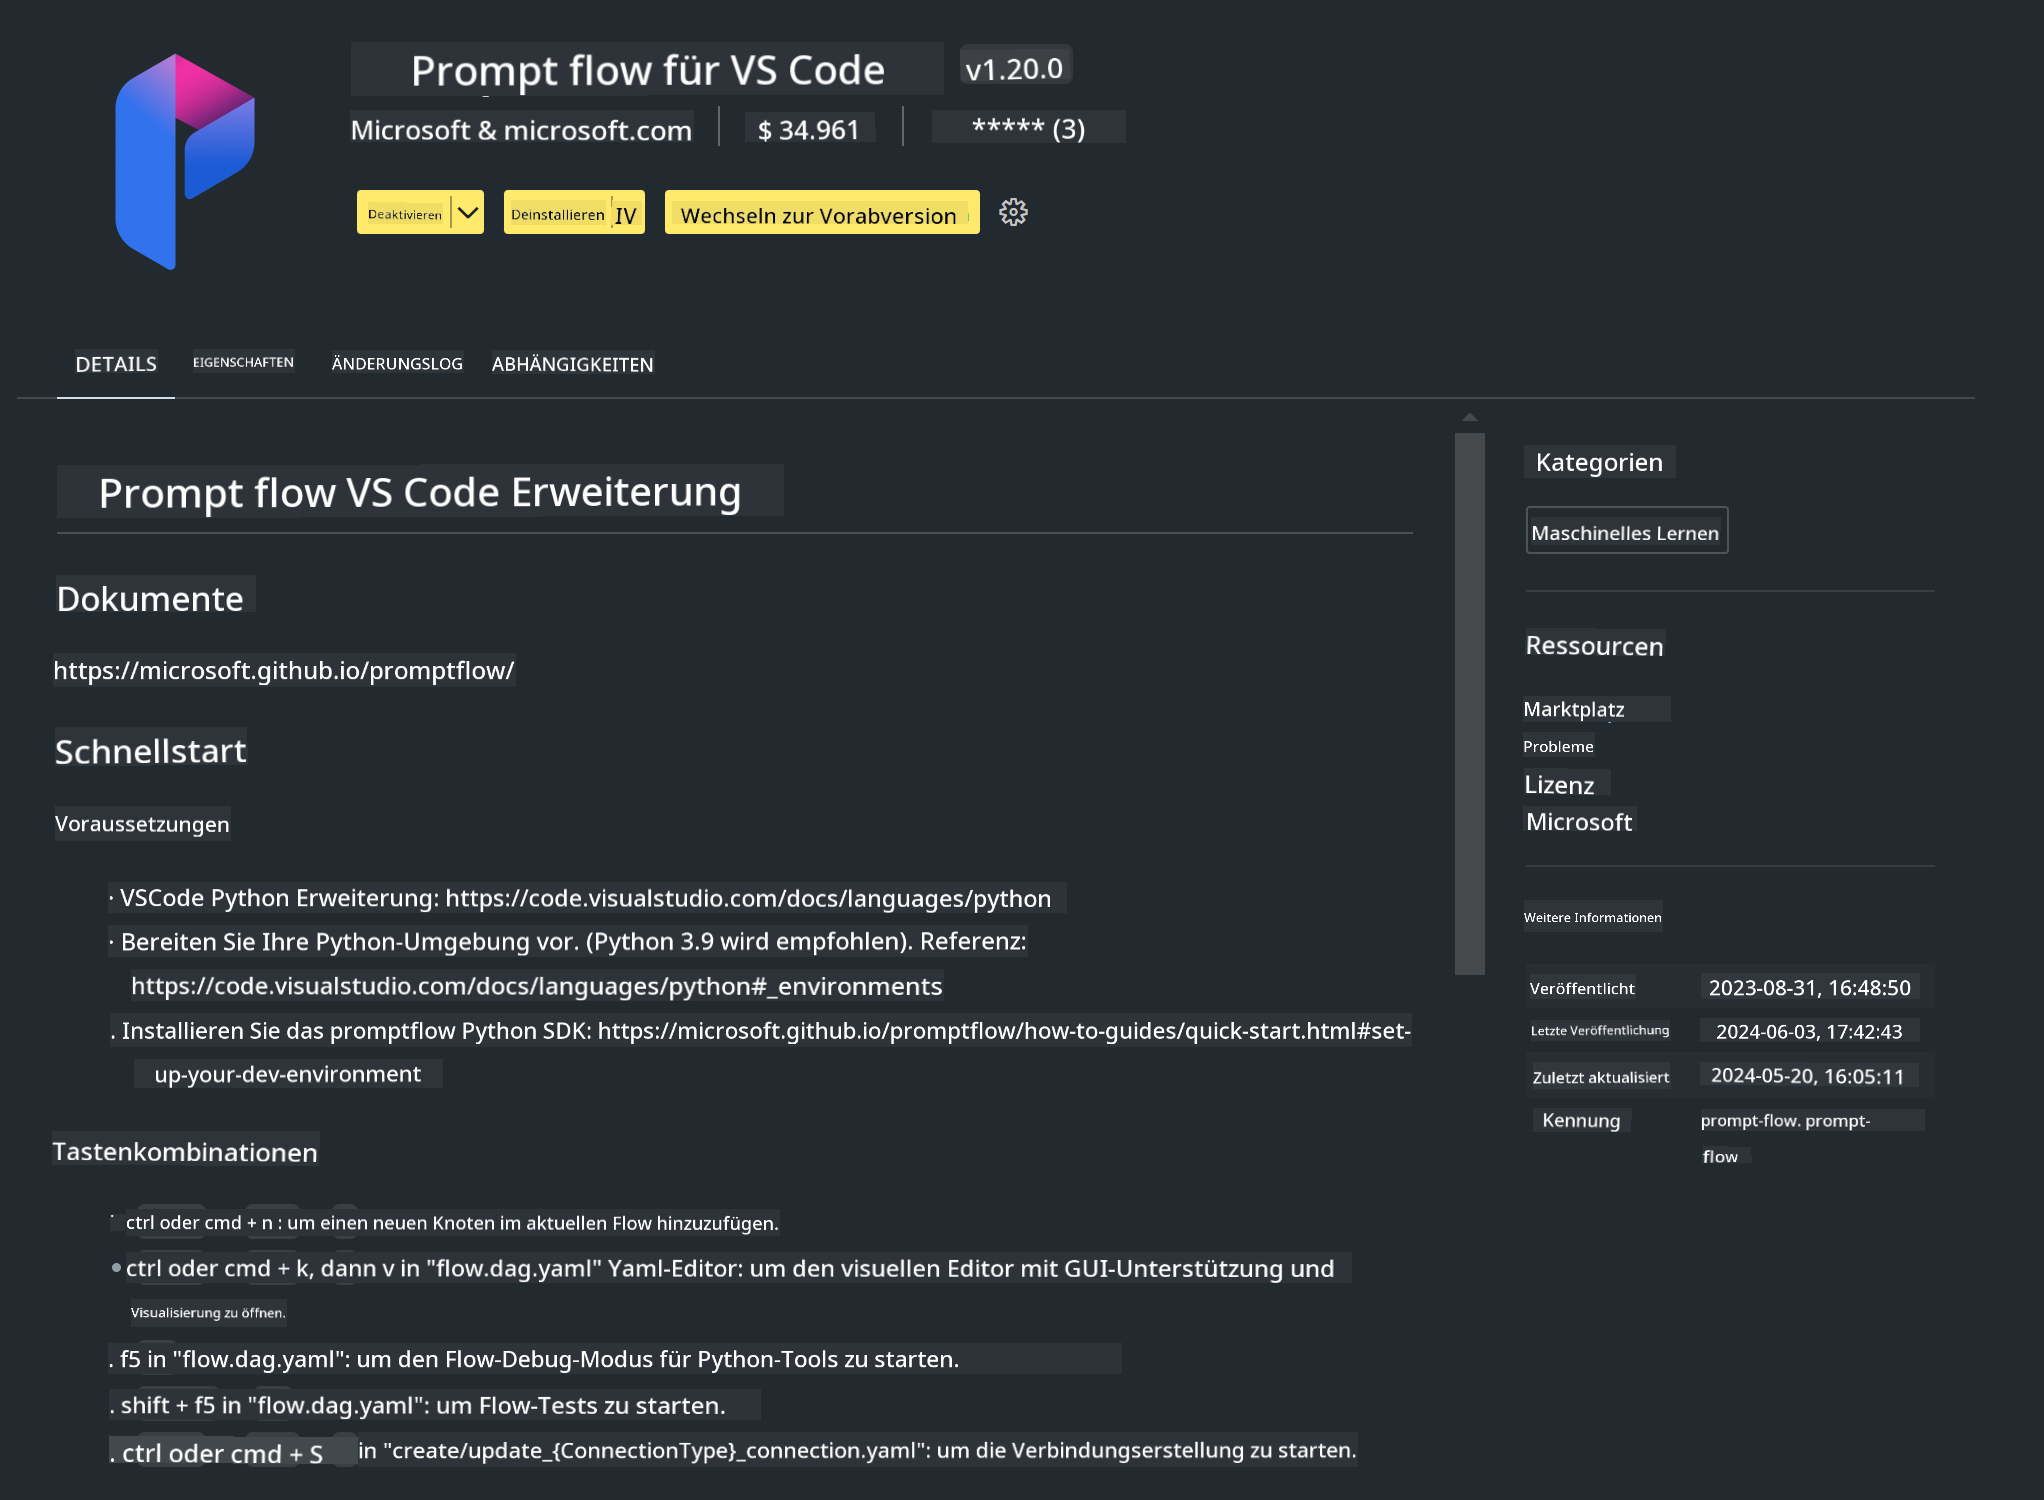 Prompt flow für VS Code v1.20.0
Microsoft & microsoft.com $ 34.961 ***** (3)
Deaktivieren Deinstallieren IV Wechseln zur Vorabversion
DETAILS EIGENSCHAFTEN ÄNDERUNGSLOG ABHÄNGIGKEITEN
Prompt flow VS Code Erweiterung
Dokumente
https://microsoft.github.io/promptflow/
Schnellstart
Voraussetzungen
· VSCode Python Erweiterung: https://code.visualstudio.com/docs/languages/python
· Bereiten Sie Ihre Python-Umgebung vor. (Python 3.9 wird empfohlen). Referenz:
https://code.visualstudio.com/docs/languages/python#_environments
. Installieren Sie das promptflow Python SDK: https://microsoft.github.io/promptflow/how-to-guides/quick-start.html#set-
up-your-dev-environment
Tastenkombinationen
· ctrl oder cmd + n : um einen neuen Knoten im aktuellen Flow hinzuzufügen.
• ctrl oder cmd + k, dann v in "flow.dag.yaml" Yaml-Editor: um den visuellen Editor mit GUI-Unterstützung und
Visualisierung zu öffnen.
. f5 in "flow.dag.yaml": um den Flow-Debug-Modus für Python-Tools zu starten.
. shift + f5 in "flow.dag.yaml": um Flow-Tests zu starten.
. ctrl oder cmd + S in "create/update_{ConnectionType}_connection.yaml": um die Verbindungserstellung zu starten.
Kategorien
Maschinelles Lernen
Ressourcen
Marktplatz
Probleme
Lizenz
Microsoft
Weitere Informationen
Veröffentlicht 2023-08-31, 16:48:50
Letzte Veröffentlichung 2024-06-03, 17:42:43
Zuletzt aktualisiert 2024-05-20, 16:05:11
Kennung prompt-flow. prompt-
flow